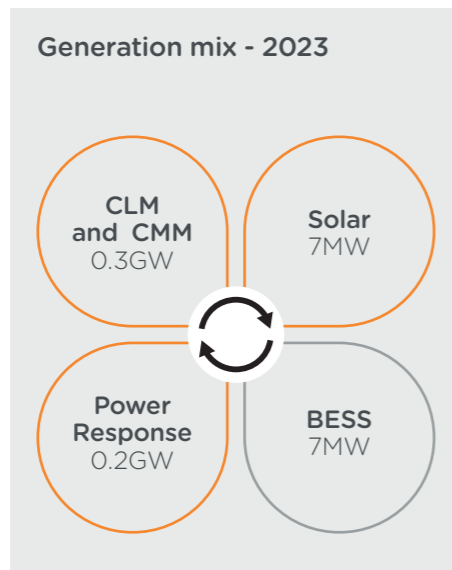 Generation mix - 2023
CLM
and CMM
0.3GW
Solar
7MW
Power
Response
0.2GW
BESS
7MW